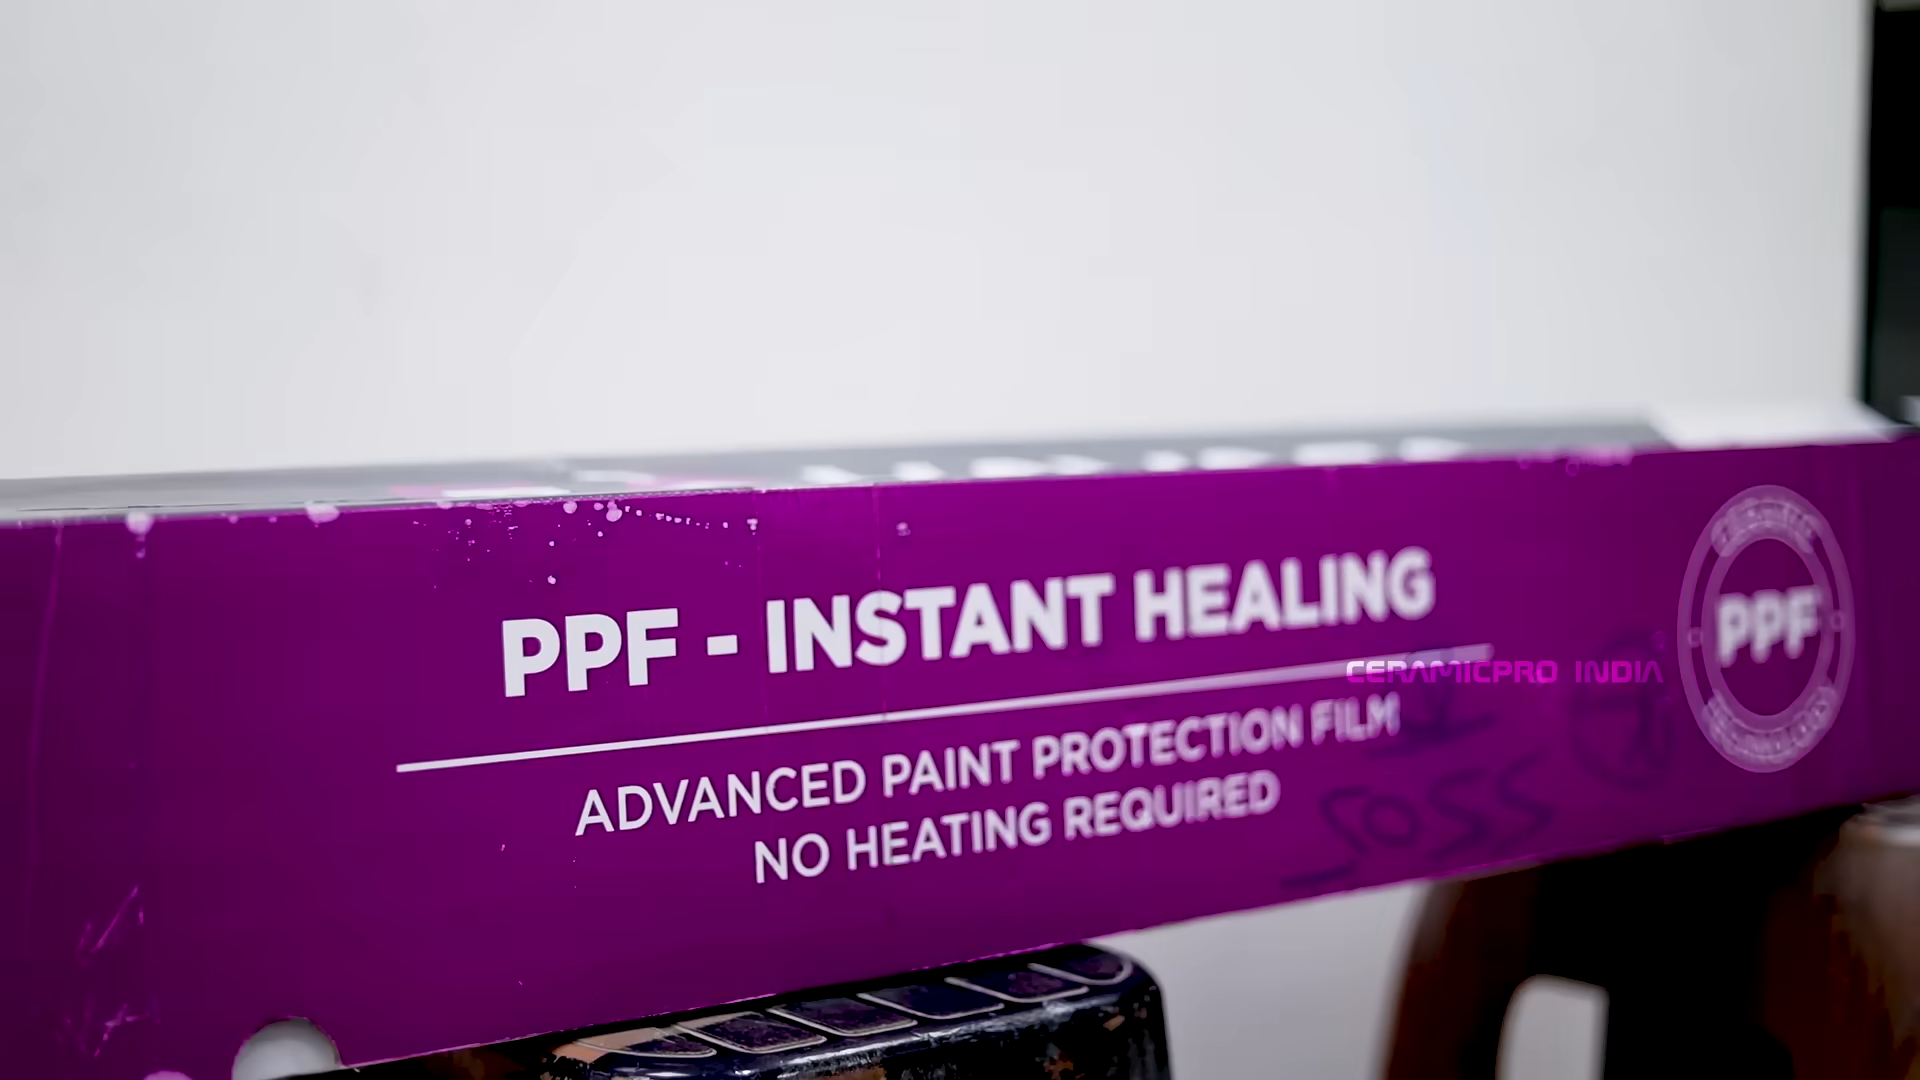 PPF - INSTANT HEALING
ADVANCED PAINT PROTECTION FILM
NO HEATING REQUIRED
CERAMICPRO INDIA
PPF